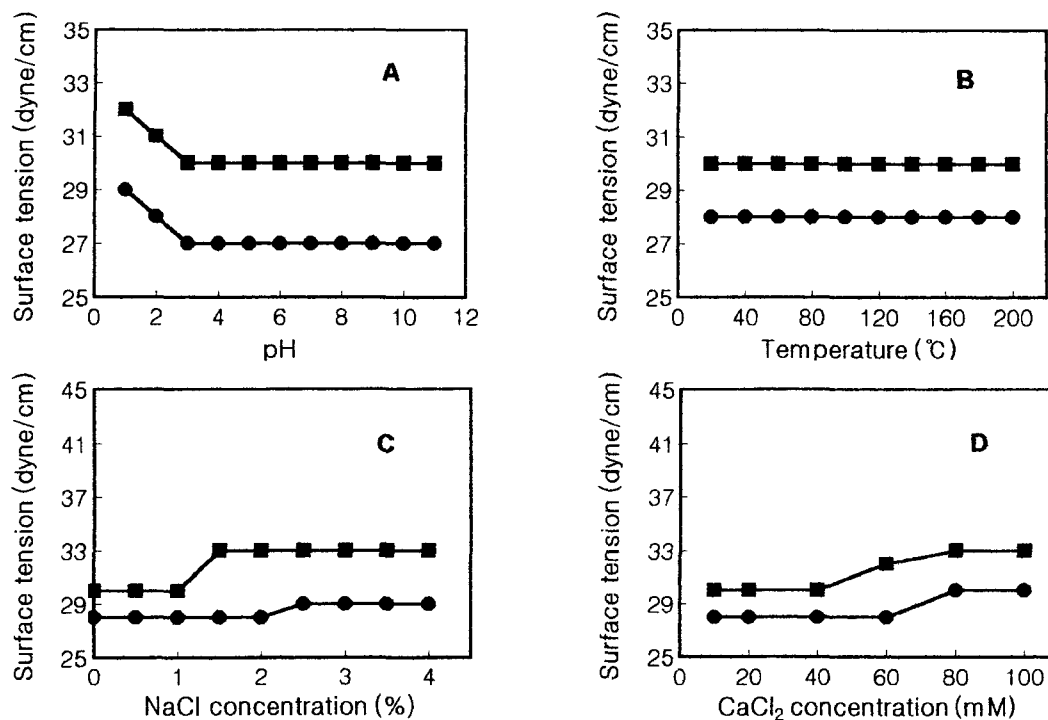 Surface tension (dyne/cm)
35
33
31
29
27
25
A
0 2 4 6 8 10 12
pH
Surface tension (dyne/cm)
35
33
31
29
27
25
B
0 40 80 120 160 200
Temperature (℃)
Surface tension (dyne/cm)
45
41
37
33
29
25
C
0 1 2 3 4
NaCl concentration (%)
Surface tension (dyne/cm)
45
41
37
33
29
25
D
0 20 40 60 80 100
CaCl₂ concentration (mM)